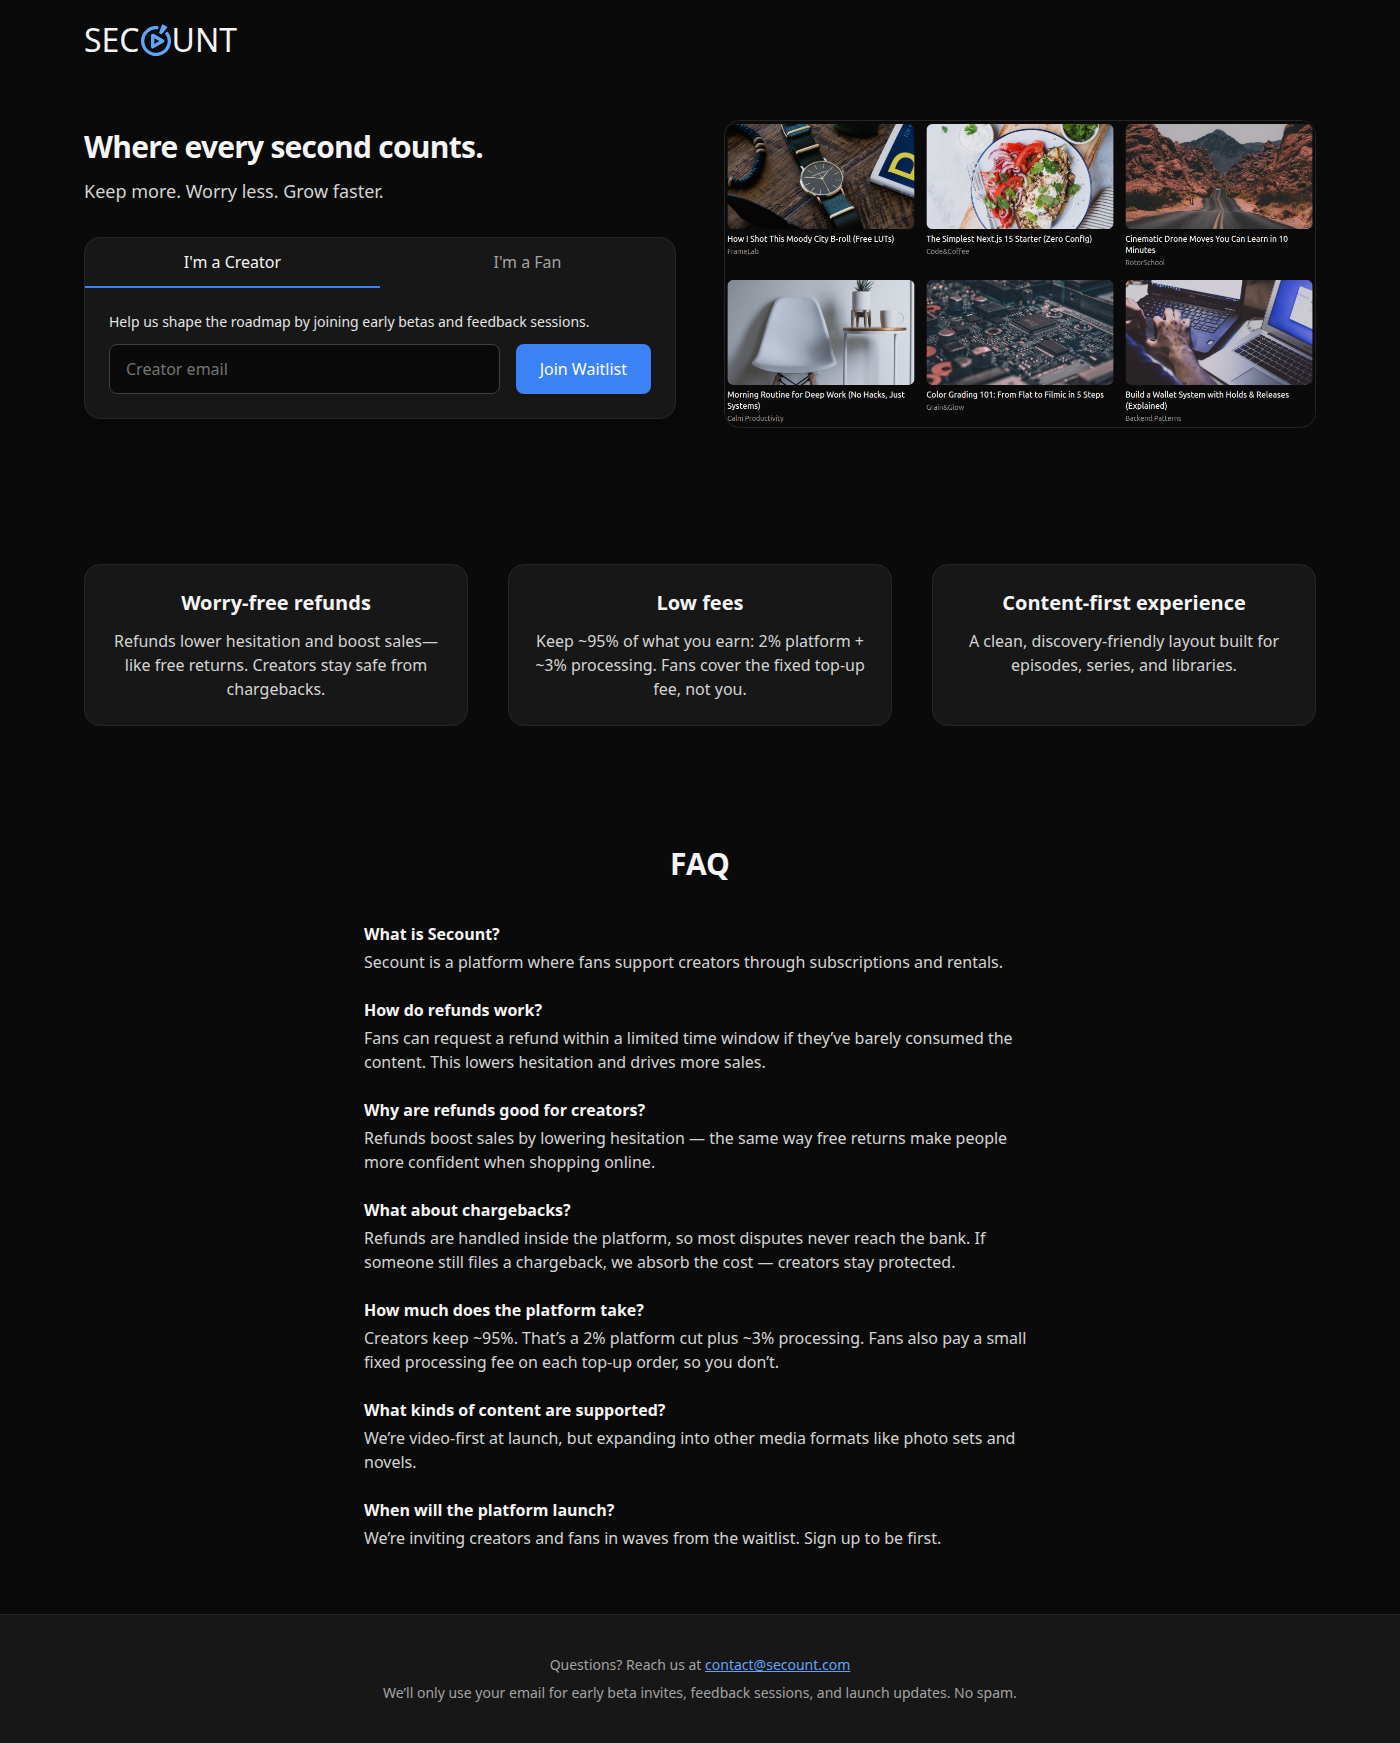 SECOUNT
Where every second counts.
Keep more. Worry less. Grow faster.
I'm a Creator
I'm a Fan
Help us shape the roadmap by joining early betas and feedback sessions.
Creator email
Join Waitlist
How I Shot This Moody City B-roll (Free LUTs)
FrameLab
The Simplest Next.js 15 Starter (Zero Config)
Code&Coffee
Cinematic Drone Moves You Can Learn in 10
Minutes
RotorSchool
Morning Routine for Deep Work (No Hacks, Just
Systems)
Calm Productivity
Color Grading 101: From Flat to Filmic in 5 Steps
Grain&Glow
Build a Wallet System with Holds & Releases
(Explained)
Backend Patterns
Worry-free refunds
Refunds lower hesitation and boost sales—
like free returns. Creators stay safe from
chargebacks.
Low fees
Keep ~95% of what you earn: 2% platform +
~3% processing. Fans cover the fixed top-up
fee, not you.
Content-first experience
A clean, discovery-friendly layout built for
episodes, series, and libraries.
FAQ
What is Secount?
Secount is a platform where fans support creators through subscriptions and rentals.
How do refunds work?
Fans can request a refund within a limited time window if they’ve barely consumed the
content. This lowers hesitation and drives more sales.
Why are refunds good for creators?
Refunds boost sales by lowering hesitation — the same way free returns make people
more confident when shopping online.
What about chargebacks?
Refunds are handled inside the platform, so most disputes never reach the bank. If
someone still files a chargeback, we absorb the cost — creators stay protected.
How much does the platform take?
Creators keep ~95%. That’s a 2% platform cut plus ~3% processing. Fans also pay a small
fixed processing fee on each top-up order, so you don’t.
What kinds of content are supported?
We’re video-first at launch, but expanding into other media formats like photo sets and
novels.
When will the platform launch?
We’re inviting creators and fans in waves from the waitlist. Sign up to be first.
Questions? Reach us at contact@secount.com
We’ll only use your email for early beta invites, feedback sessions, and launch updates. No spam.